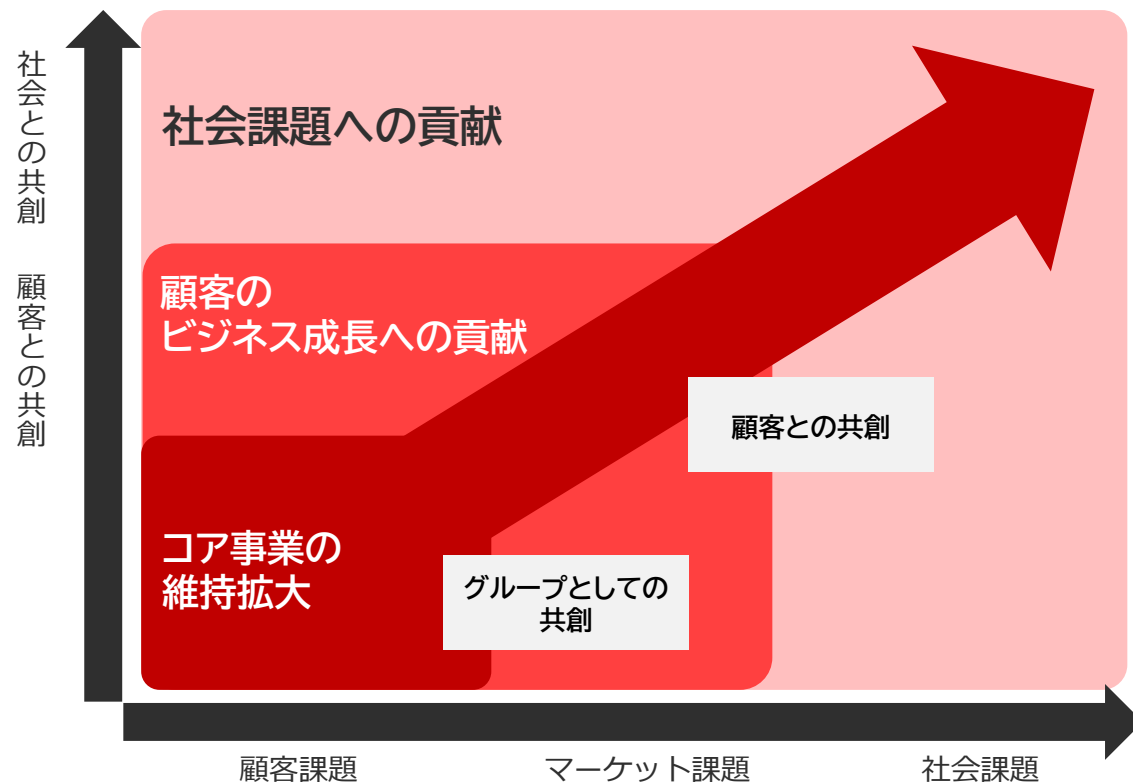 社会との共創
顧客との共創
社会課題への貢献
顧客の
ビジネス成長への貢献
顧客との共創
コア事業の
維持拡大
グループとしての
共創
顧客課題
マーケット課題
社会課題